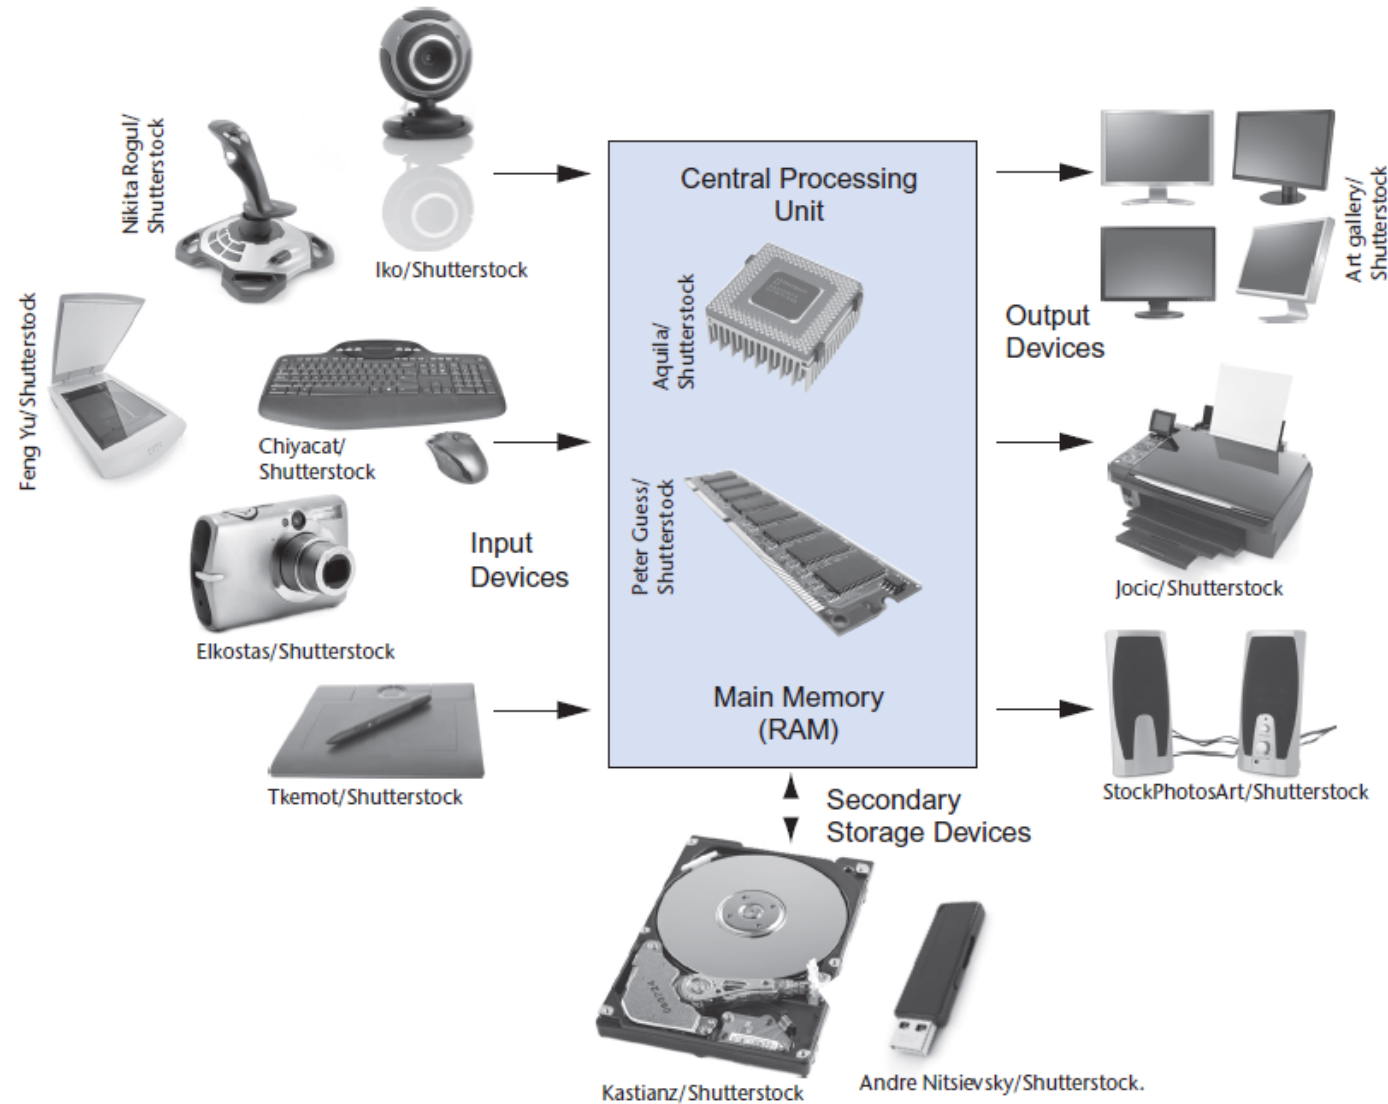 Nikita Rogul/
Shutterstock
Iko/Shutterstock
Feng Yu/Shutterstock
Chiyacat/
Shutterstock
Elkostas/Shutterstock
Input
Devices
Tkemot/Shutterstock
Central Processing
Unit
Aquila/
Shutterstock
Peter Guess/
Shutterstock
Main Memory
(RAM)
Secondary
Storage Devices
Kastianz/Shutterstock
Andre Nitsievsky/Shutterstock.
Art gallery/
Shutterstock
Output
Devices
Jocic/Shutterstock
StockPhotosArt/Shutterstock